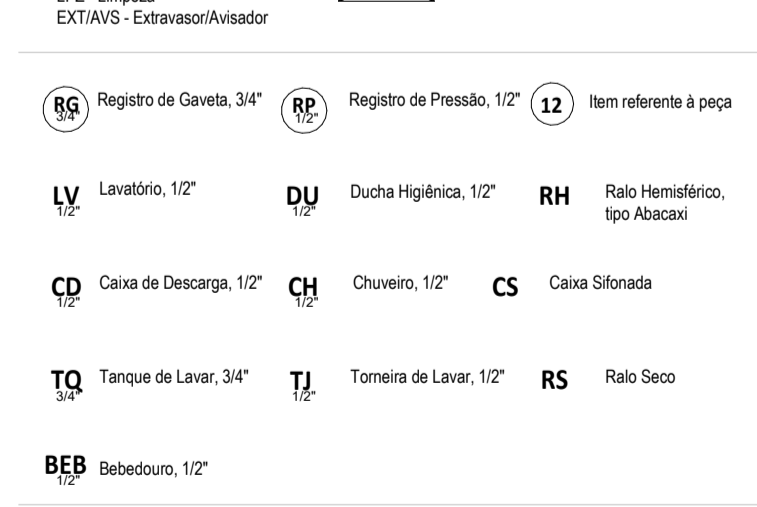 EXT/AVS - Extravasor/Avisador
RG
3/4"
Registro de Gaveta, 3/4"
RP
1/2"
Registro de Pressão, 1/2"
12
Item referente à peça
LV
1/2"
Lavatório, 1/2"
DU
1/2"
Ducha Higiênica, 1/2"
RH
Ralo Hemisférico,
tipo Abacaxi
CD
1/2"
Caixa de Descarga, 1/2"
CH
1/2"
Chuveiro, 1/2"
CS
Caixa Sifonada
TQ
3/4"
Tanque de Lavar, 3/4"
TJ
1/2"
Torneira de Lavar, 1/2"
RS
Ralo Seco
BEB
1/2"
Bebedouro, 1/2"